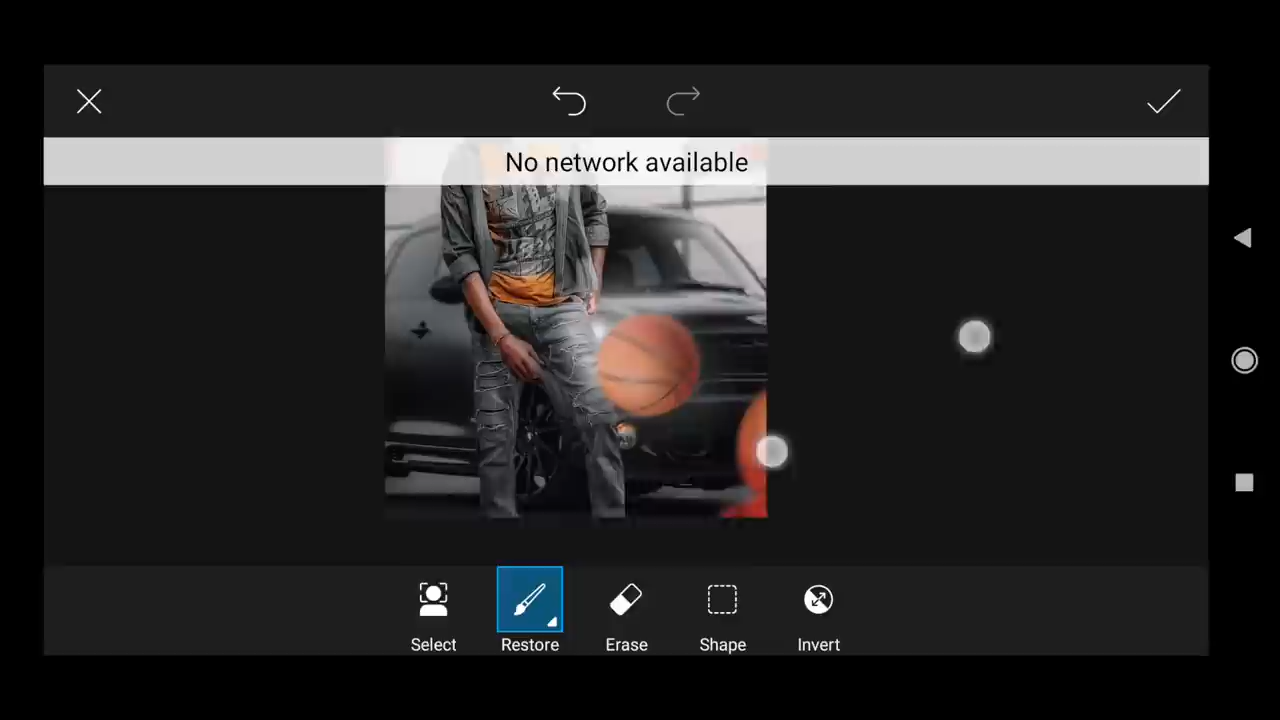 No network available
Select
Restore
Erase
Shape
Invert